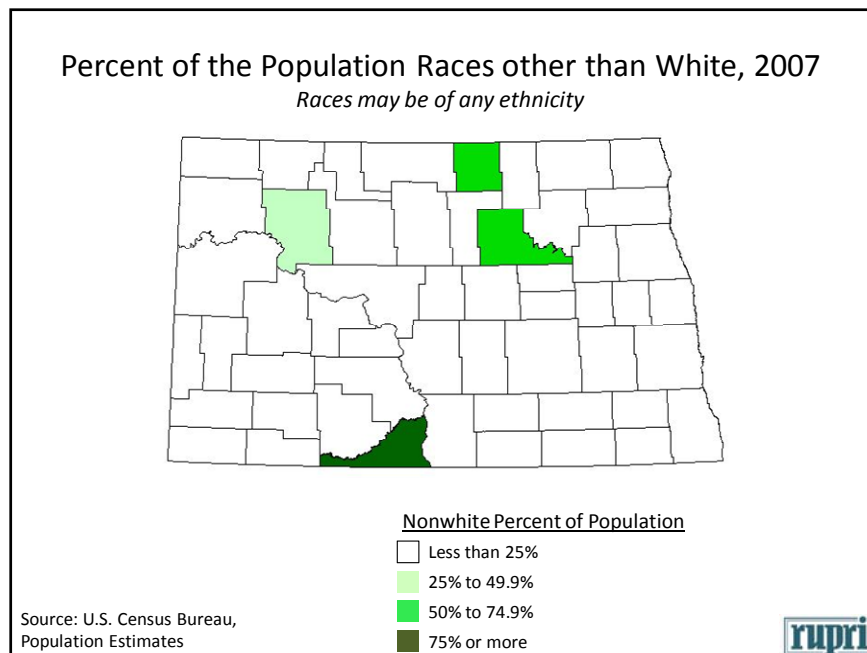 Percent of the Population Races other than White, 2007
Races may be of any ethnicity
Nonwhite Percent of Population
Less than 25%
25% to 49.9%
50% to 74.9%
75% or more
Source: U.S. Census Bureau,
Population Estimates
rupri